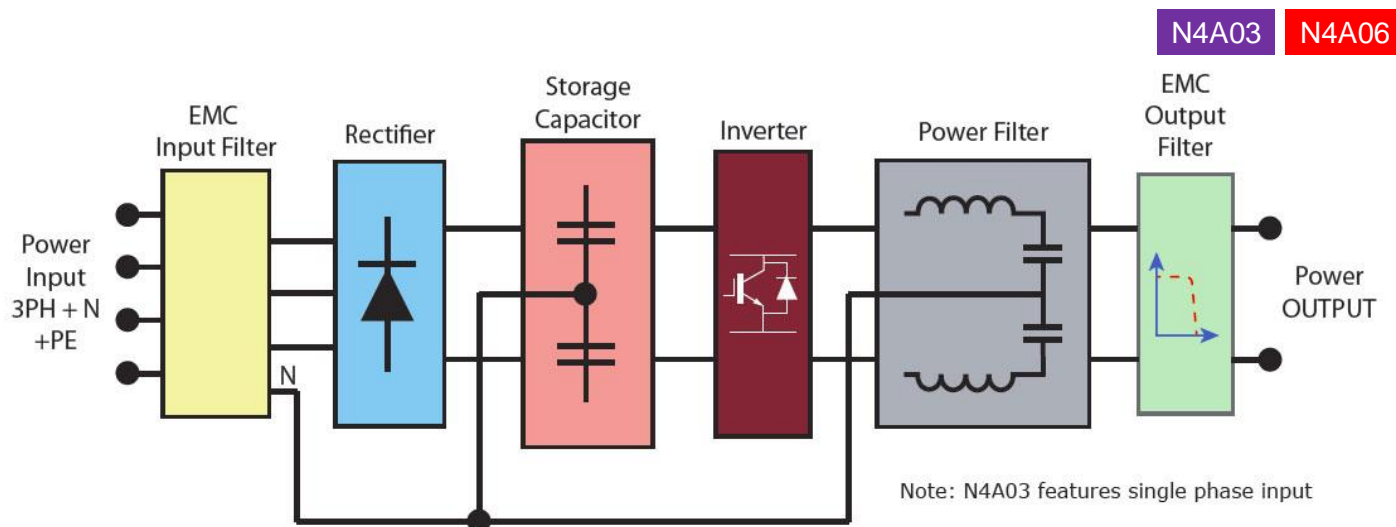 N4A03 N4A06
EMC
Input Filter
Rectifier
Storage
Capacitor
Inverter
Power Filter
EMC
Output
Filter
Power
Input
3PH + N
+PE
N
Power
OUTPUT
Note: N4A03 features single phase input